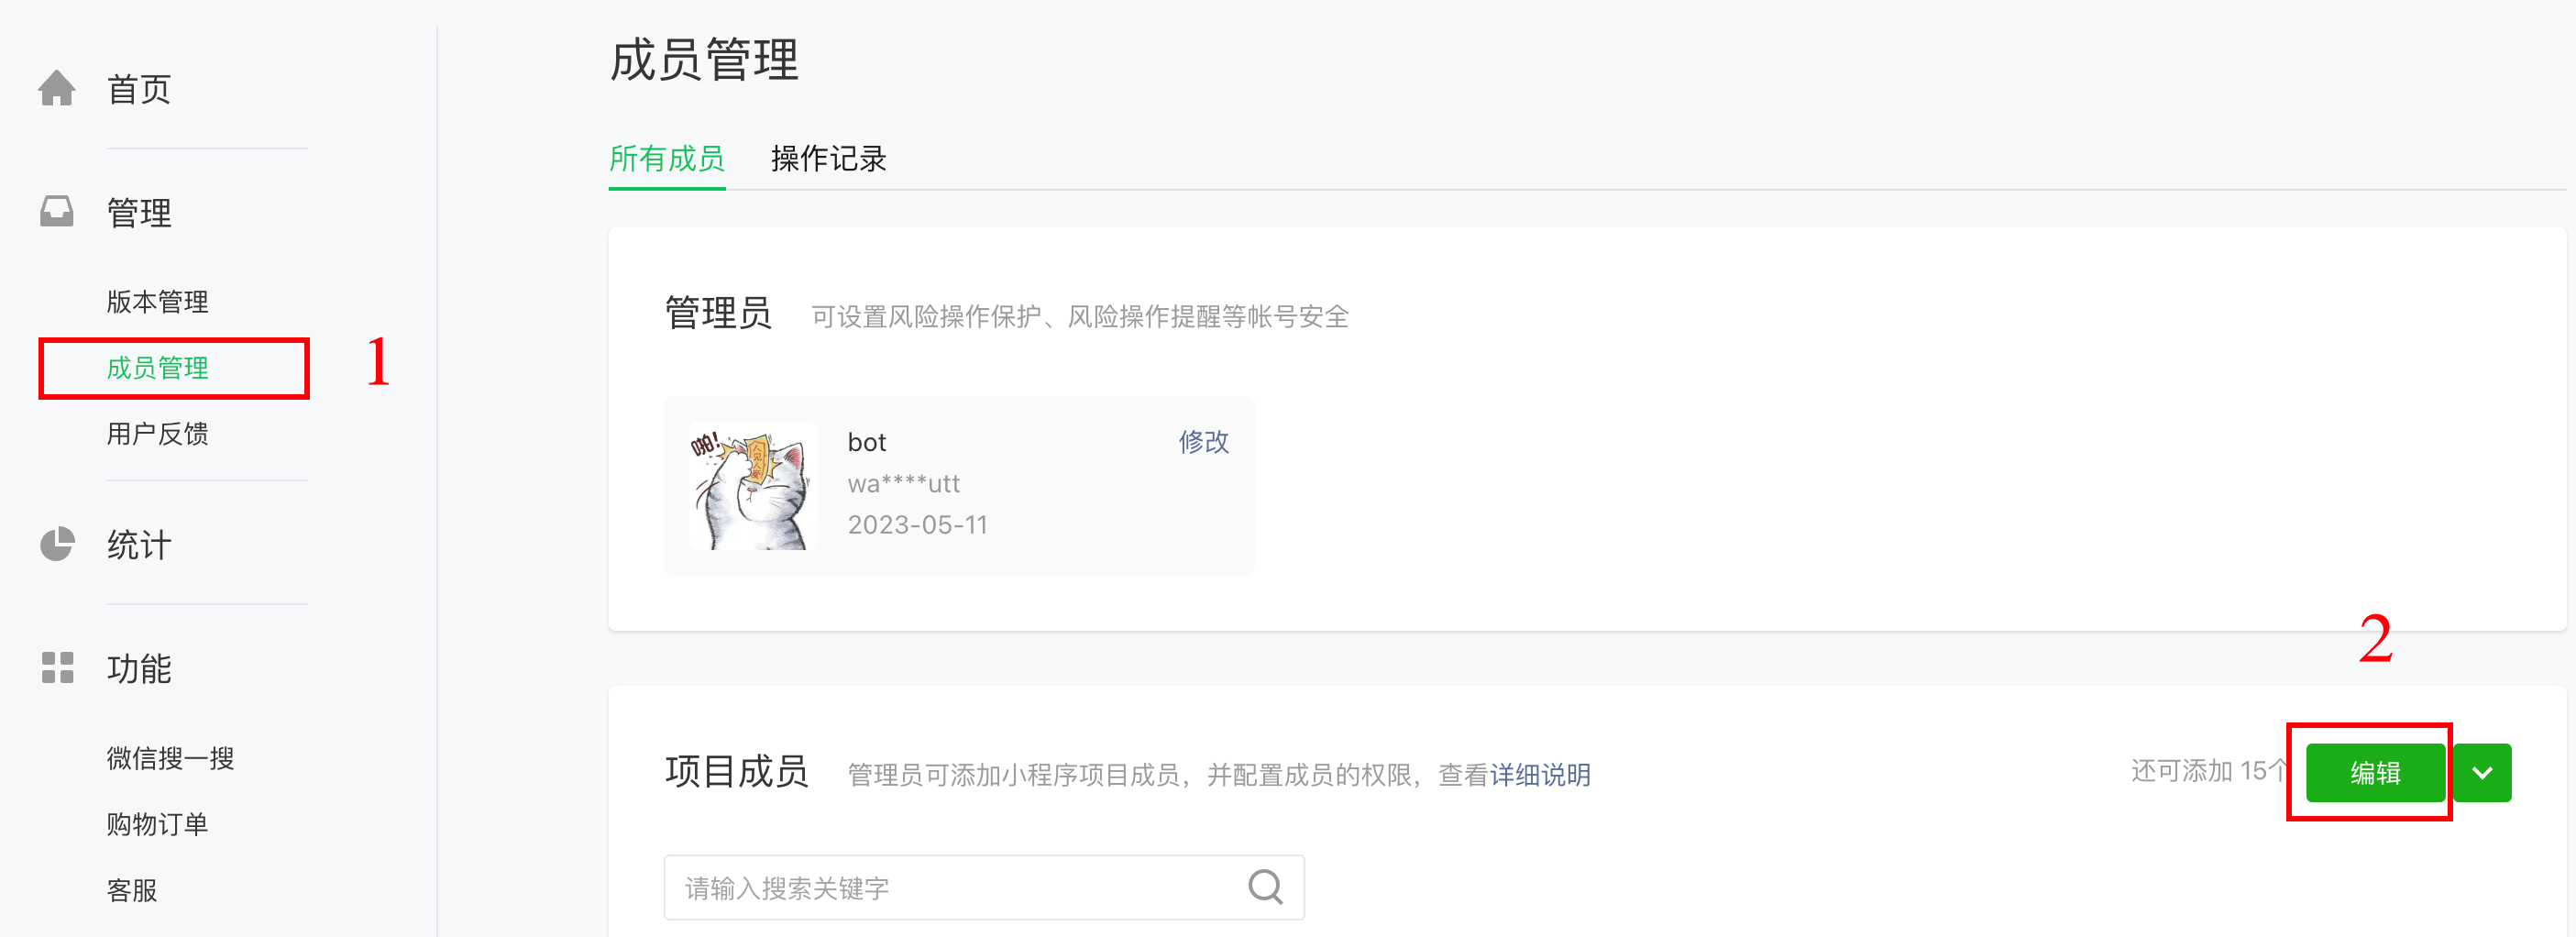 首页
管理
版本管理
成员管理
1
用户反馈
统计
功能
微信搜一搜
购物订单
客服
成员管理
所有成员 操作记录
管理员 可设置风险操作保护、风险操作提醒等帐号安全
啪!
人见人爱
bot 修改
wa****utt
2023-05-11
2
项目成员 管理员可添加小程序项目成员，并配置成员的权限，查看详细说明 还可添加 15个 编辑
请输入搜索关键字